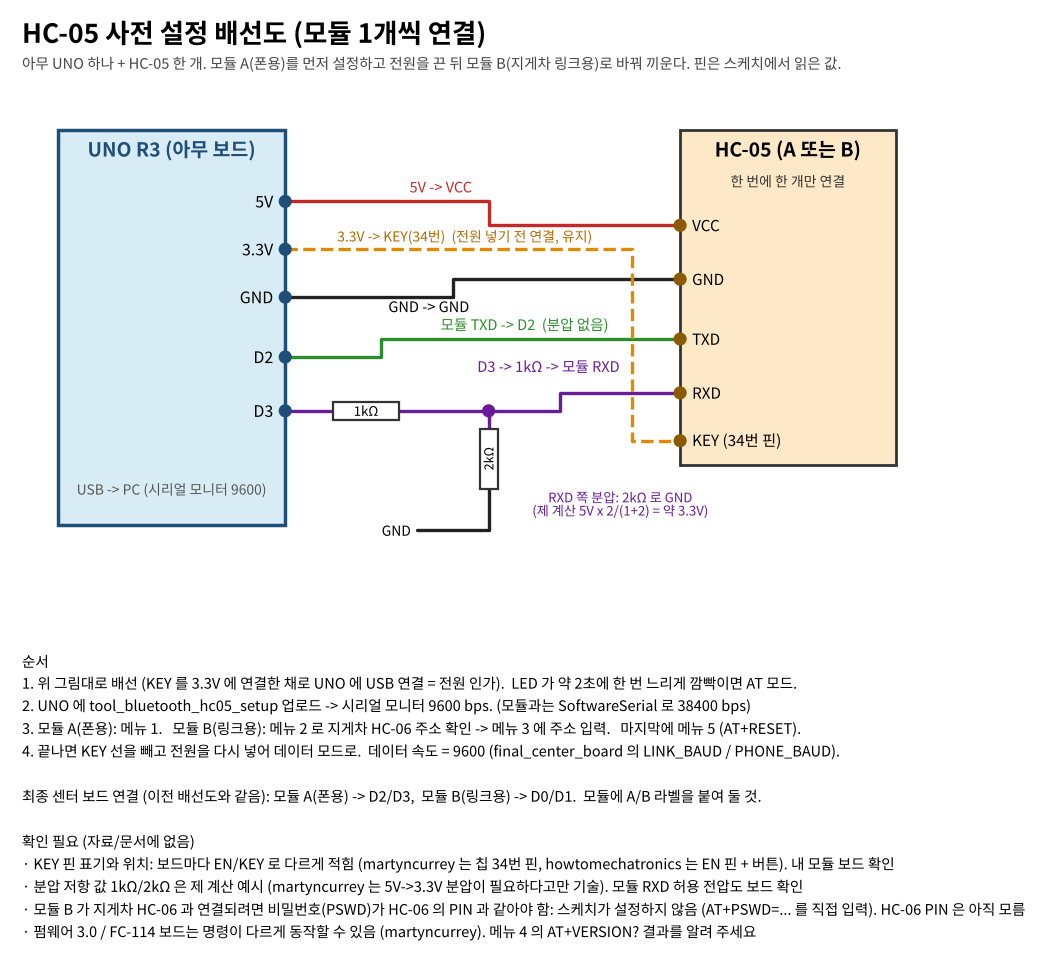 HC-05 사전 설정 배선도 (모듈 1개씩 연결)
아무 UNO 하나 + HC-05 한 개. 모듈 A(폰용)를 먼저 설정하고 전원을 끈 뒤 모듈 B(지게차 링크용)로 바꿔 끼운다. 핀은 스케치에서 읽은 값.
UNO R3 (아무 보드)
HC-05 (A 또는 B)
한 번에 한 개만 연결
5V -> VCC
5V
VCC
3.3V -> KEY(34번) (전원 넣기 전 연결, 유지)
3.3V
GND
GND
GND -> GND
모듈 TXD -> D2 (분압 없음)
TXD
D2
D3 -> 1kΩ -> 모듈 RXD
RXD
D3
1kΩ
KEY (34번 핀)
2kΩ
USB -> PC (시리얼 모니터 9600)
RXD 쪽 분압: 2kΩ 로 GND
(제 계산 5V x 2/(1+2) = 약 3.3V)
GND
순서
1. 위 그림대로 배선 (KEY 를 3.3V 에 연결한 채로 UNO 에 USB 연결 = 전원 인가). LED 가 약 2초에 한 번 느리게 깜빡이면 AT 모드.
2. UNO 에 tool_bluetooth_hc05_setup 업로드 -> 시리얼 모니터 9600 bps. (모듈과는 SoftwareSerial 로 38400 bps)
3. 모듈 A(폰용): 메뉴 1. 모듈 B(링크용): 메뉴 2 로 지게차 HC-06 주소 확인 -> 메뉴 3 에 주소 입력. 마지막에 메뉴 5 (AT+RESET).
4. 끝나면 KEY 선을 빼고 전원을 다시 넣어 데이터 모드로. 데이터 속도 = 9600 (final_center_board 의 LINK_BAUD / PHONE_BAUD).
최종 센터 보드 연결 (이전 배선도와 같음): 모듈 A(폰용) -> D2/D3, 모듈 B(링크용) -> D0/D1. 모듈에 A/B 라벨을 붙여 둘 것.
확인 필요 (자료/문서에 없음)
· KEY 핀 표기와 위치: 보드마다 EN/KEY 로 다르게 적힘 (martyncurrey 는 칩 34번 핀, howtomechatronics 는 EN 핀 + 버튼). 내 모듈 보드 확인
· 분압 저항 값 1kΩ/2kΩ 은 제 계산 예시 (martyncurrey 는 5V->3.3V 분압이 필요하다고만 기술). 모듈 RXD 허용 전압도 보드 확인
· 모듈 B 가 지게차 HC-06 과 연결되려면 비밀번호(PSWD)가 HC-06 의 PIN 과 같아야 함: 스케치가 설정하지 않음 (AT+PSWD=... 를 직접 입력). HC-06 PIN 은 아직 모름
· 펌웨어 3.0 / FC-114 보드는 명령이 다르게 동작할 수 있음 (martyncurrey). 메뉴 4 의 AT+VERSION? 결과를 알려 주세요